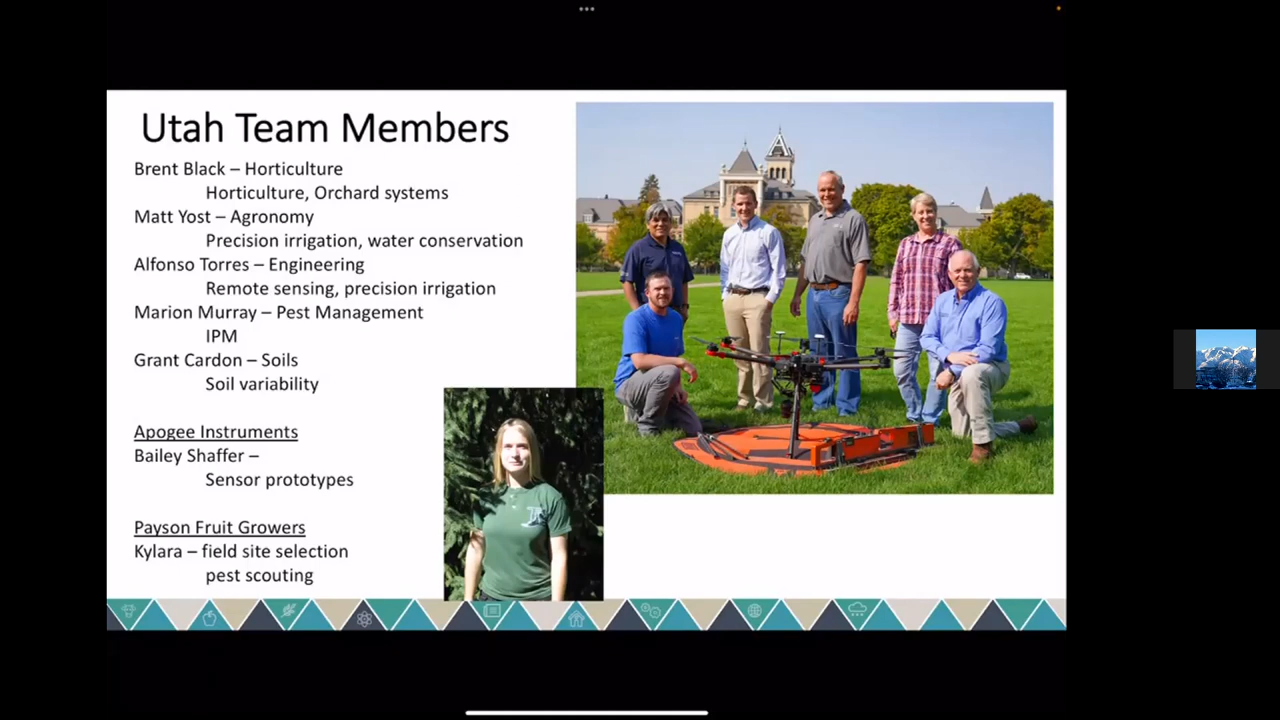 Utah Team Members
Brent Black – Horticulture
Horticulture, Orchard systems
Matt Yost – Agronomy
Precision irrigation, water conservation
Alfonso Torres – Engineering
Remote sensing, precision irrigation
Marion Murray – Pest Management
IPM
Grant Cardon – Soils
Soil variability
Apogee Instruments
Bailey Shaffer –
Sensor prototypes
Payson Fruit Growers
Kylara – field site selection
pest scouting